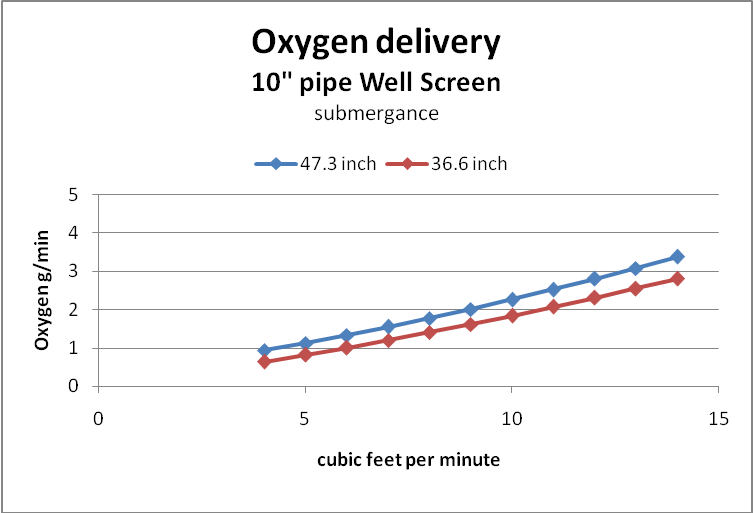 Oxygen delivery
10" pipe Well Screen
submergance
47.3 inch 36.6 inch
5
4
3
2
1
0
Oxygen g/min
0 5 10 15
cubic feet per minute